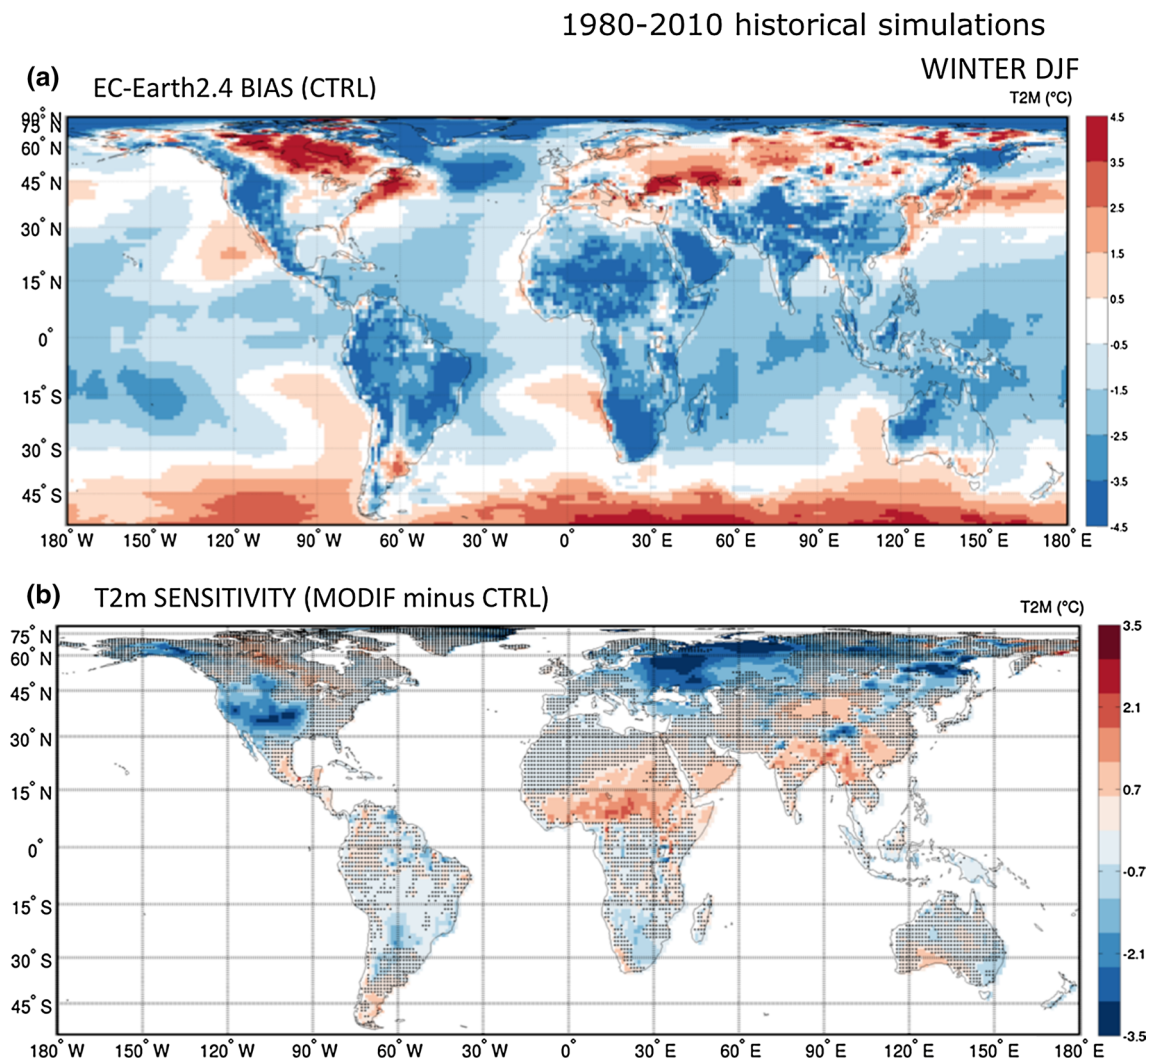 1980-2010 historical simulations
(a) EC-Earth2.4 BIAS (CTRL)
WINTER DJF
T2M (°C)
90° N
75° N
60° N
45° N
30° N
15° N
0°
15° S
30° S
45° S
180° W 150° W 120° W 90° W 60° W 30° W 0° 30° E 60° E 90° E 120° E 150° E 180° E
4.5
3.5
2.5
1.5
0.5
-0.5
-1.5
-2.5
-3.5
-4.5
(b) T2m SENSITIVITY (MODIF minus CTRL)
T2M (°C)
75° N
60° N
45° N
30° N
15° N
0°
15° S
30° S
45° S
180° W 150° W 120° W 90° W 60° W 30° W 0° 30° E 60° E 90° E 120° E 150° E 180° E
3.5
2.1
0.7
-0.7
-2.1
-3.5